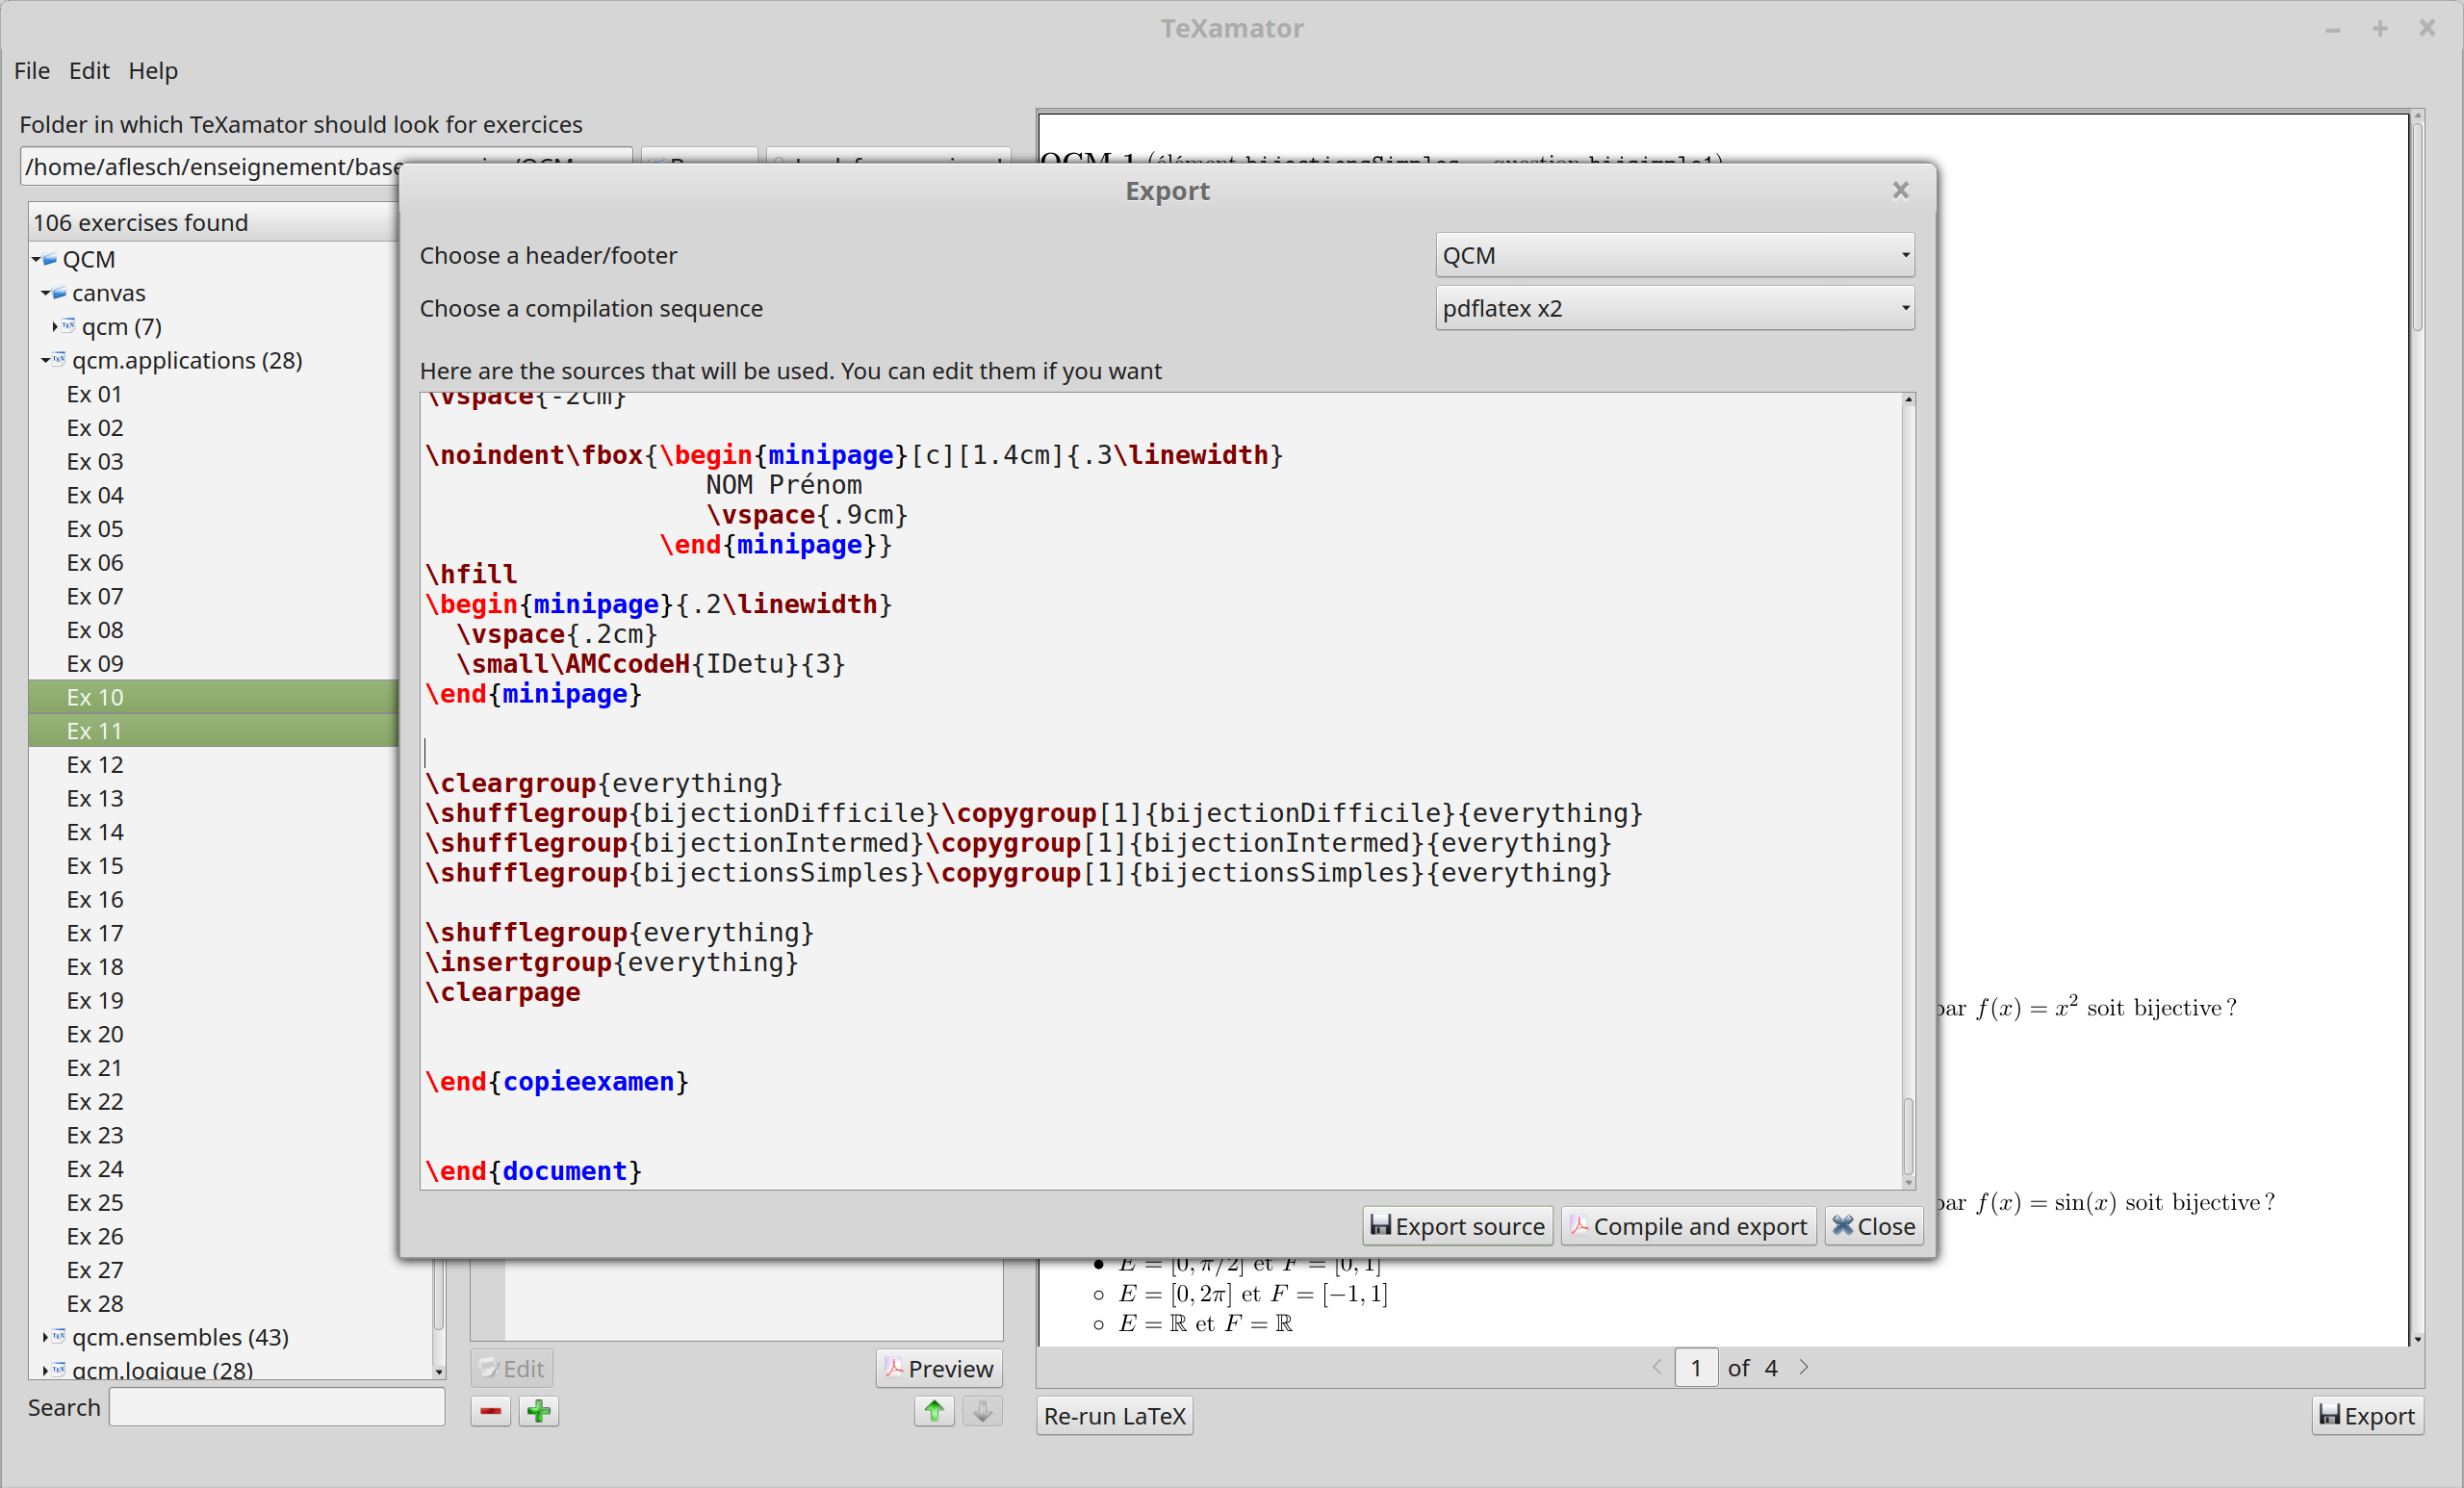 TeXamator
File Edit Help
Folder in which TeXamator should look for exercices
/home/aflesch/enseignement/base
QCM 1 (élément bijectionsSimples question bijsimple1)
106 exercises found
QCM
canvas
qcm (7)
qcm.applications (28)
Ex 01
Ex 02
Ex 03
Ex 04
Ex 05
Ex 06
Ex 07
Ex 08
Ex 09
Ex 10
Ex 11
Ex 12
Ex 13
Ex 14
Ex 15
Ex 16
Ex 17
Ex 18
Ex 19
Ex 20
Ex 21
Ex 22
Ex 23
Ex 24
Ex 25
Ex 26
Ex 27
Ex 28
qcm.ensembles (43)
qcm.logique (28)
Search
Export
Choose a header/footer
QCM
Choose a compilation sequence
pdflatex x2
Here are the sources that will be used. You can edit them if you want
\vspace{-2cm}
\noindent\fbox{\begin{minipage}[c][1.4cm]{.3\linewidth}
NOM Prénom
\vspace{.9cm}
\end{minipage}}
\hfill
\begin{minipage}{.2\linewidth}
\vspace{.2cm}
\small\AMCcodeH{IDetu}{3}
\end{minipage}
\cleargroup{everything}
\shufflegroup{bijectionDifficile}\copygroup[1]{bijectionDifficile}{everything}
\shufflegroup{bijectionIntermed}\copygroup[1]{bijectionIntermed}{everything}
\shufflegroup{bijectionsSimples}\copygroup[1]{bijectionsSimples}{everything}
\shufflegroup{everything}
\insertgroup{everything}
\clearpage
\end{copieexamen}
\end{document}
Export source Compile and export Close
par f(x) = x² soit bijective ?
par f(x) = sin(x) soit bijective ?
E = [0, π/2] et F = [0, 1]
E = [0, 2π] et F = [−1, 1]
E = ℝ et F = ℝ
Edit Preview
1 of 4
Re-run LaTeX
Export